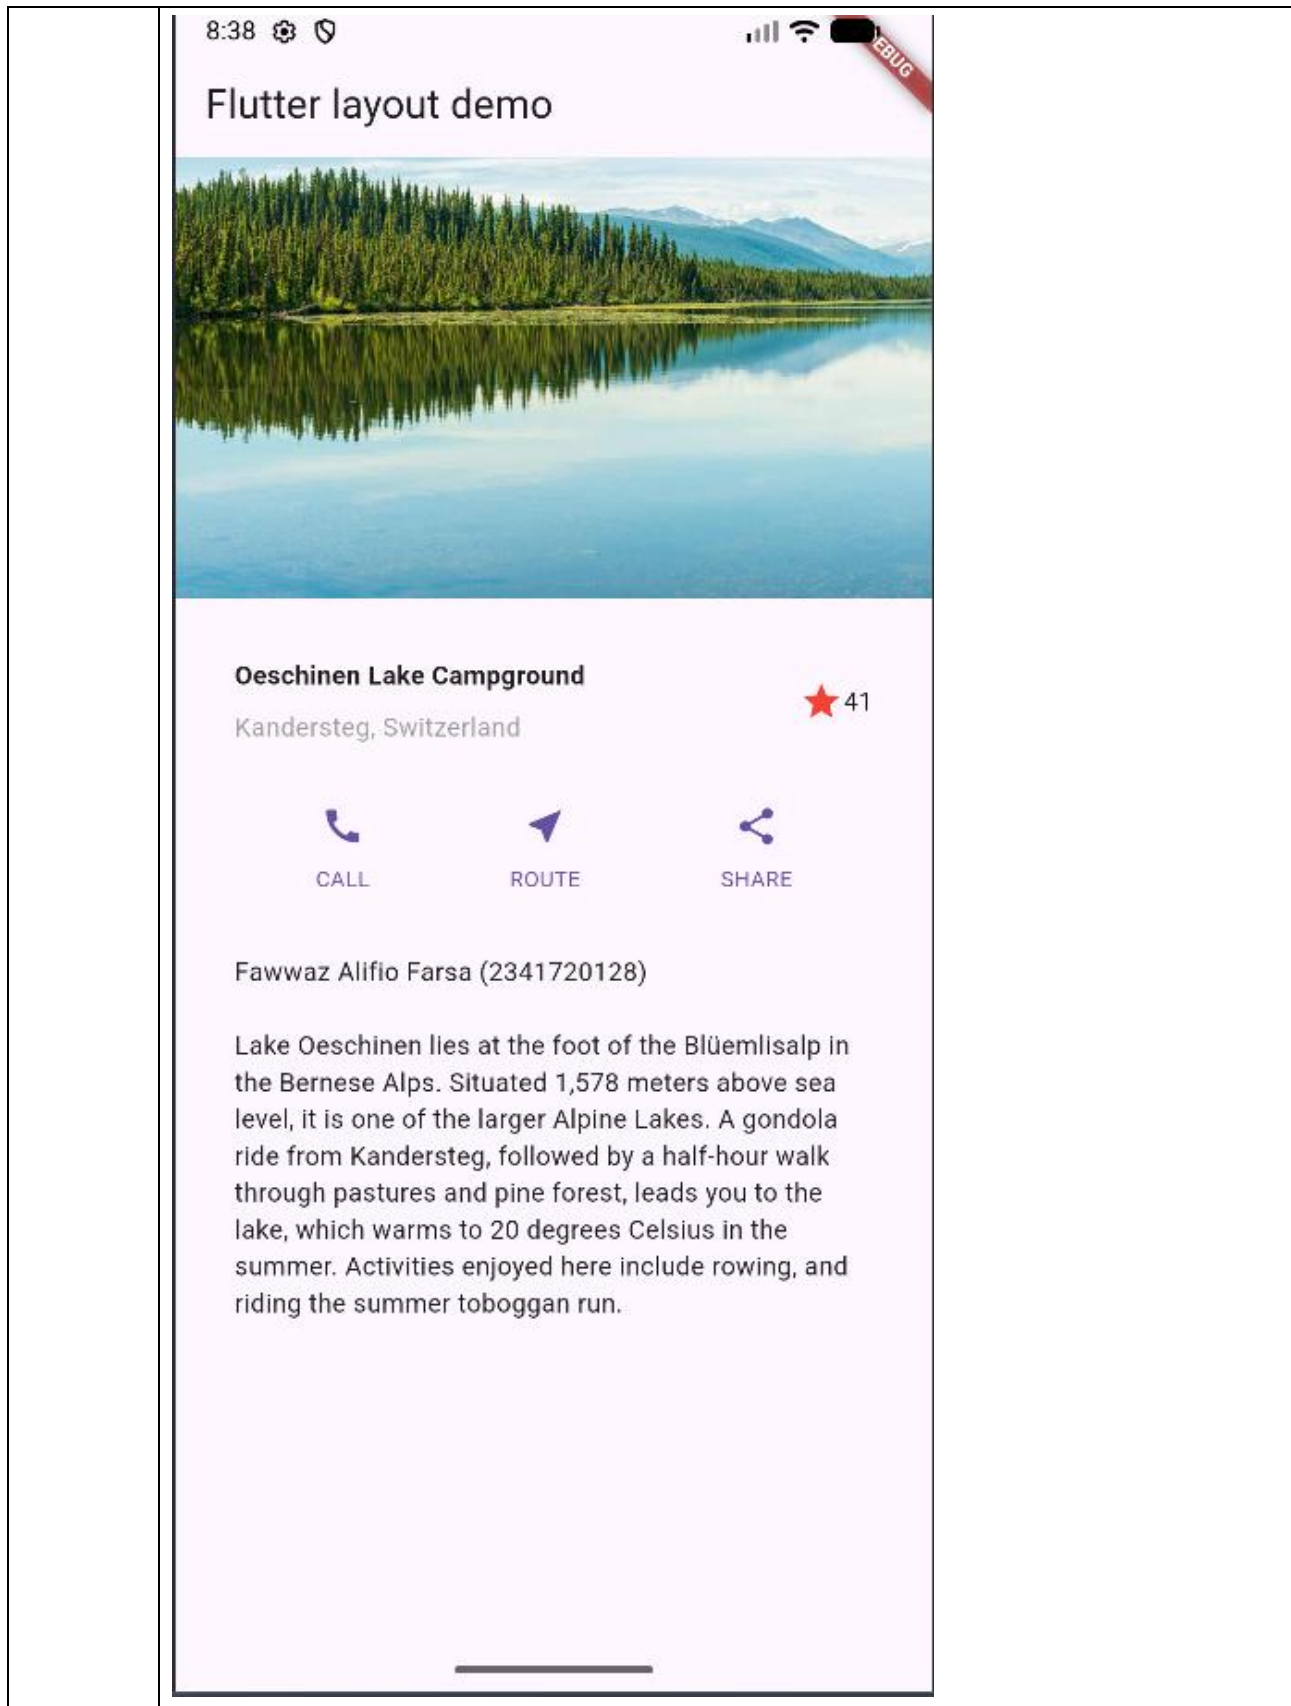 8:38
EBUG
Flutter layout demo
Oeschinen Lake Campground
41
Kandersteg, Switzerland
CALL ROUTE SHARE
Fawwaz Alifio Farsa (2341720128)
Lake Oeschinen lies at the foot of the Blüemlisalp in
the Bernese Alps. Situated 1,578 meters above sea
level, it is one of the larger Alpine Lakes. A gondola
ride from Kandersteg, followed by a half-hour walk
through pastures and pine forest, leads you to the
lake, which warms to 20 degrees Celsius in the
summer. Activities enjoyed here include rowing, and
riding the summer toboggan run.